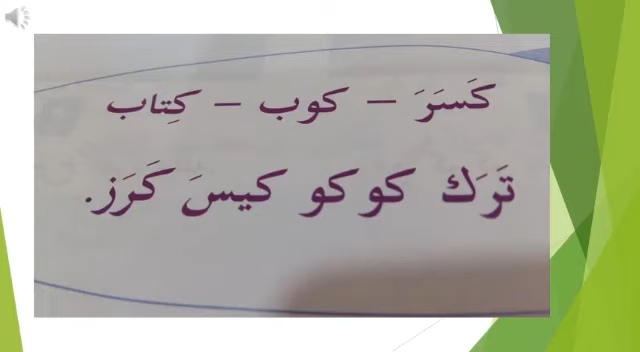 كَسَرَ – كوب – كِتاب
تَرَك كوكو كيسَ كَرَز.